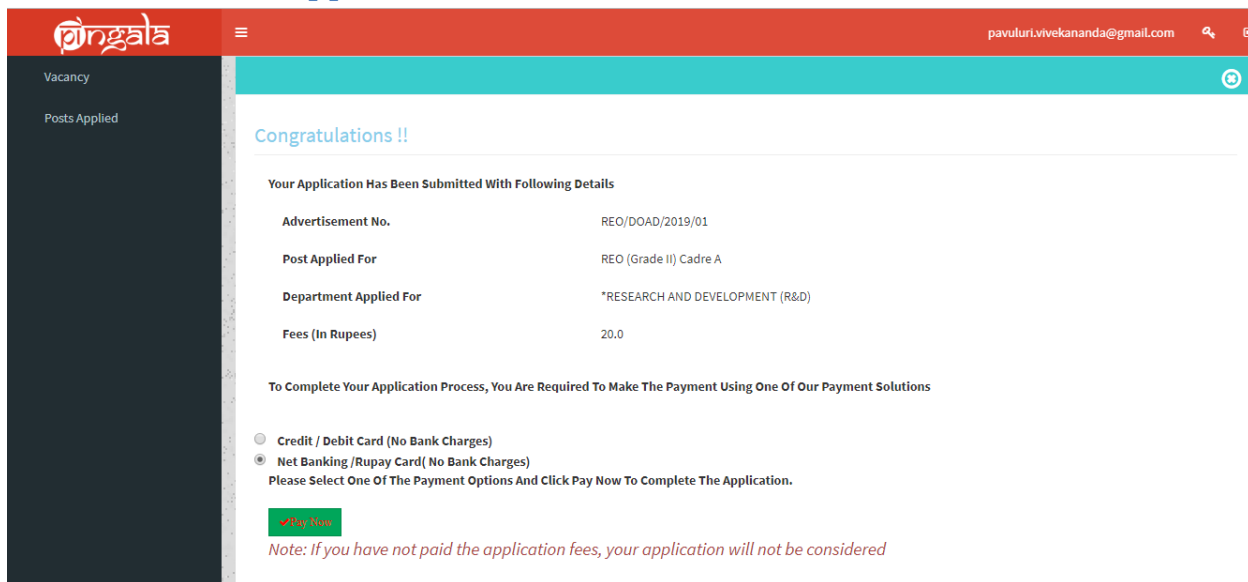 pingala
pavuluri.vivekananda@gmail.com
Vacancy
Posts Applied
Congratulations !!
Your Application Has Been Submitted With Following Details
Advertisement No. REO/DOAD/2019/01
Post Applied For REO (Grade II) Cadre A
Department Applied For *RESEARCH AND DEVELOPMENT (R&D)
Fees (In Rupees) 20.0
To Complete Your Application Process, You Are Required To Make The Payment Using One Of Our Payment Solutions
Credit / Debit Card (No Bank Charges)
Net Banking /Rupay Card( No Bank Charges)
Please Select One Of The Payment Options And Click Pay Now To Complete The Application.
Pay Now
Note: If you have not paid the application fees, your application will not be considered